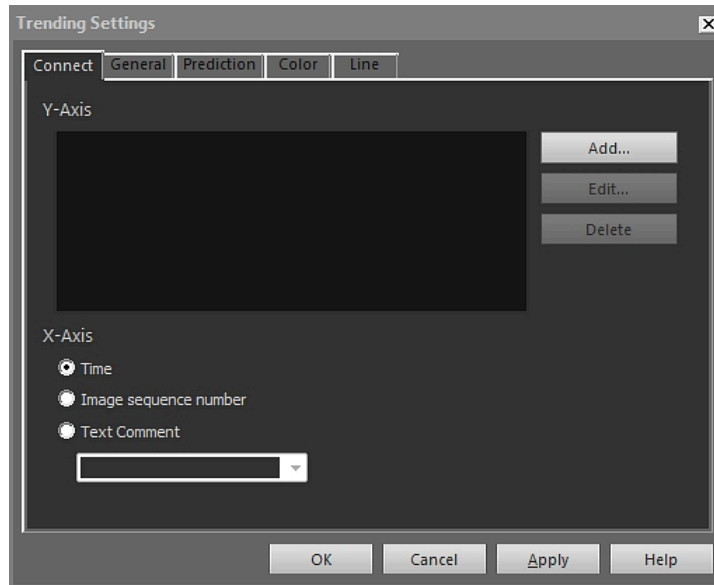 Trending Settings
Connect General Prediction Color Line
Y-Axis
Add...
Edit...
Delete
X-Axis
Time
Image sequence number
Text Comment
OK Cancel Apply Help